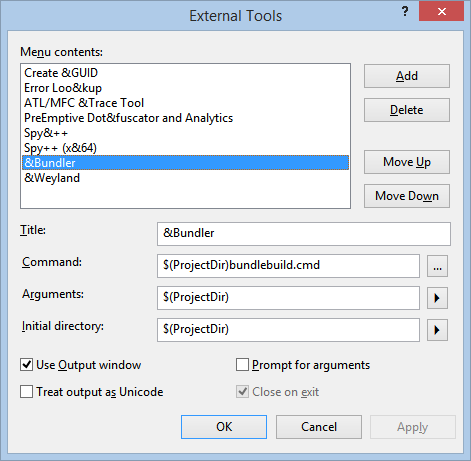 External Tools
?
Menu contents:
Create &GUID
Error Loo&kup
ATL/MFC &Trace Tool
PreEmptive Dot&fuscator and Analytics
Spy&++
Spy++ (x&64)
&Bundler
&Weyland
Add
Delete
Move Up
Move Down
Title:
&Bundler
Command:
$(ProjectDir)bundlebuild.cmd
...
Arguments:
$(ProjectDir)
Initial directory:
$(ProjectDir)
Use Output window
Prompt for arguments
Treat output as Unicode
Close on exit
OK
Cancel
Apply